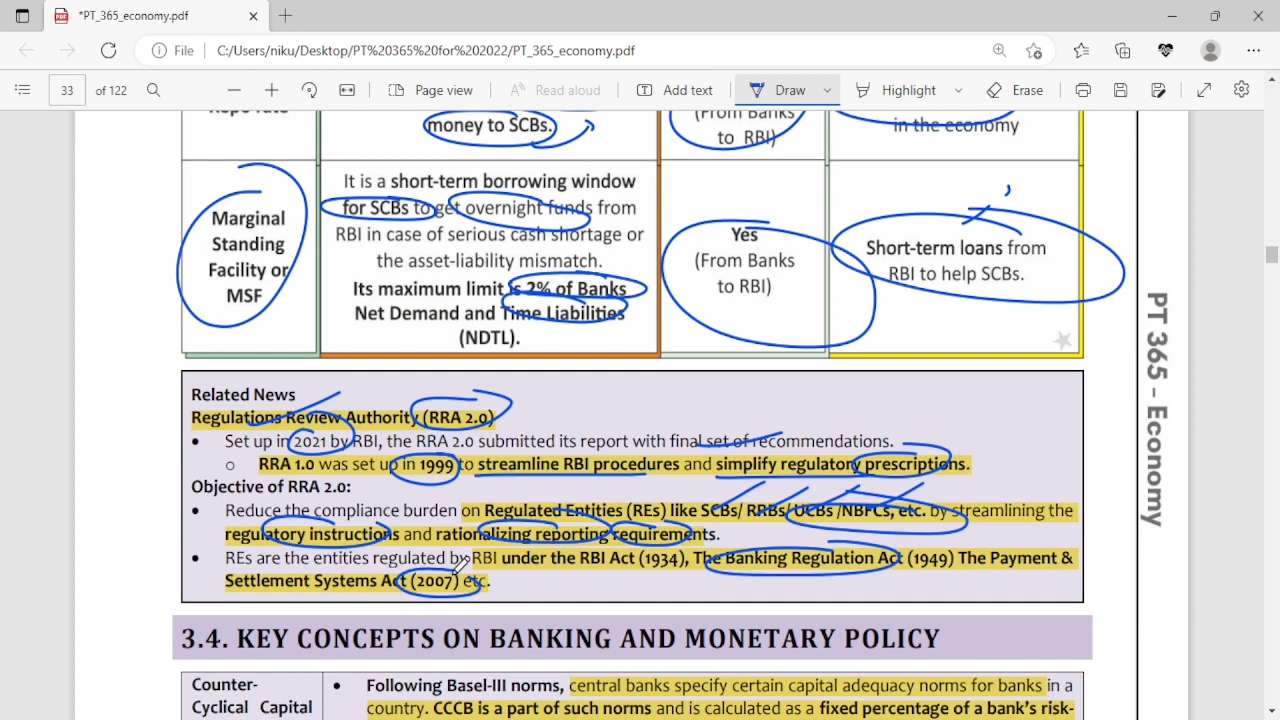 *PT_365_economy.pdf
File
C:/Users/niku/Desktop/PT%20365%20for%202022/PT_365_economy.pdf
33 of 122
Page view
Read aloud
Add text
Draw
Highlight
Erase
Repo rate
money to SCBs.
(From Banks
to RBI)
in the economy
Marginal
Standing
Facility or
MSF
It is a short-term borrowing window
for SCBs to get overnight funds from
RBI in case of serious cash shortage or
the asset-liability mismatch.
Its maximum limit is 2% of Banks
Net Demand and Time Liabilities
(NDTL).
Yes
(From Banks
to RBI)
Short-term loans from
RBI to help SCBs.
PT 365 - Economy
Related News
Regulations Review Authority (RRA 2.0)
• Set up in 2021 by RBI, the RRA 2.0 submitted its report with final set of recommendations.
o RRA 1.0 was set up in 1999 to streamline RBI procedures and simplify regulatory prescriptions.
Objective of RRA 2.0:
• Reduce the compliance burden on Regulated Entities (REs) like SCBs/ RRBs/ UCBs /NBFCs, etc. by streamlining the
regulatory instructions and rationalizing reporting requirements.
• REs are the entities regulated by RBI under the RBI Act (1934), The Banking Regulation Act (1949) The Payment &
Settlement Systems Act (2007) etc.
3.4. KEY CONCEPTS ON BANKING AND MONETARY POLICY
Counter-
Cyclical Capital
• Following Basel-III norms, central banks specify certain capital adequacy norms for banks in a
country. CCCB is a part of such norms and is calculated as a fixed percentage of a bank's risk-